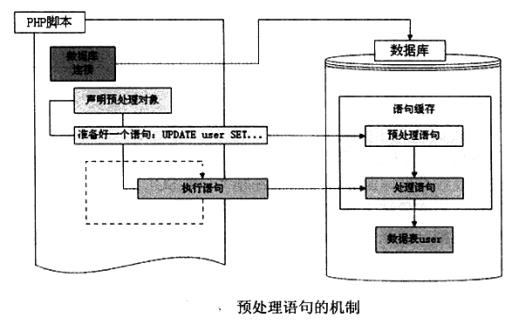 PHP脚本
数据库
连接
声明预处理对象
准备好一个语句：UPDATE user SET...
执行语句
数据库
语句缓存
预处理语句
处理语句
数据表user
预处理语句的机制